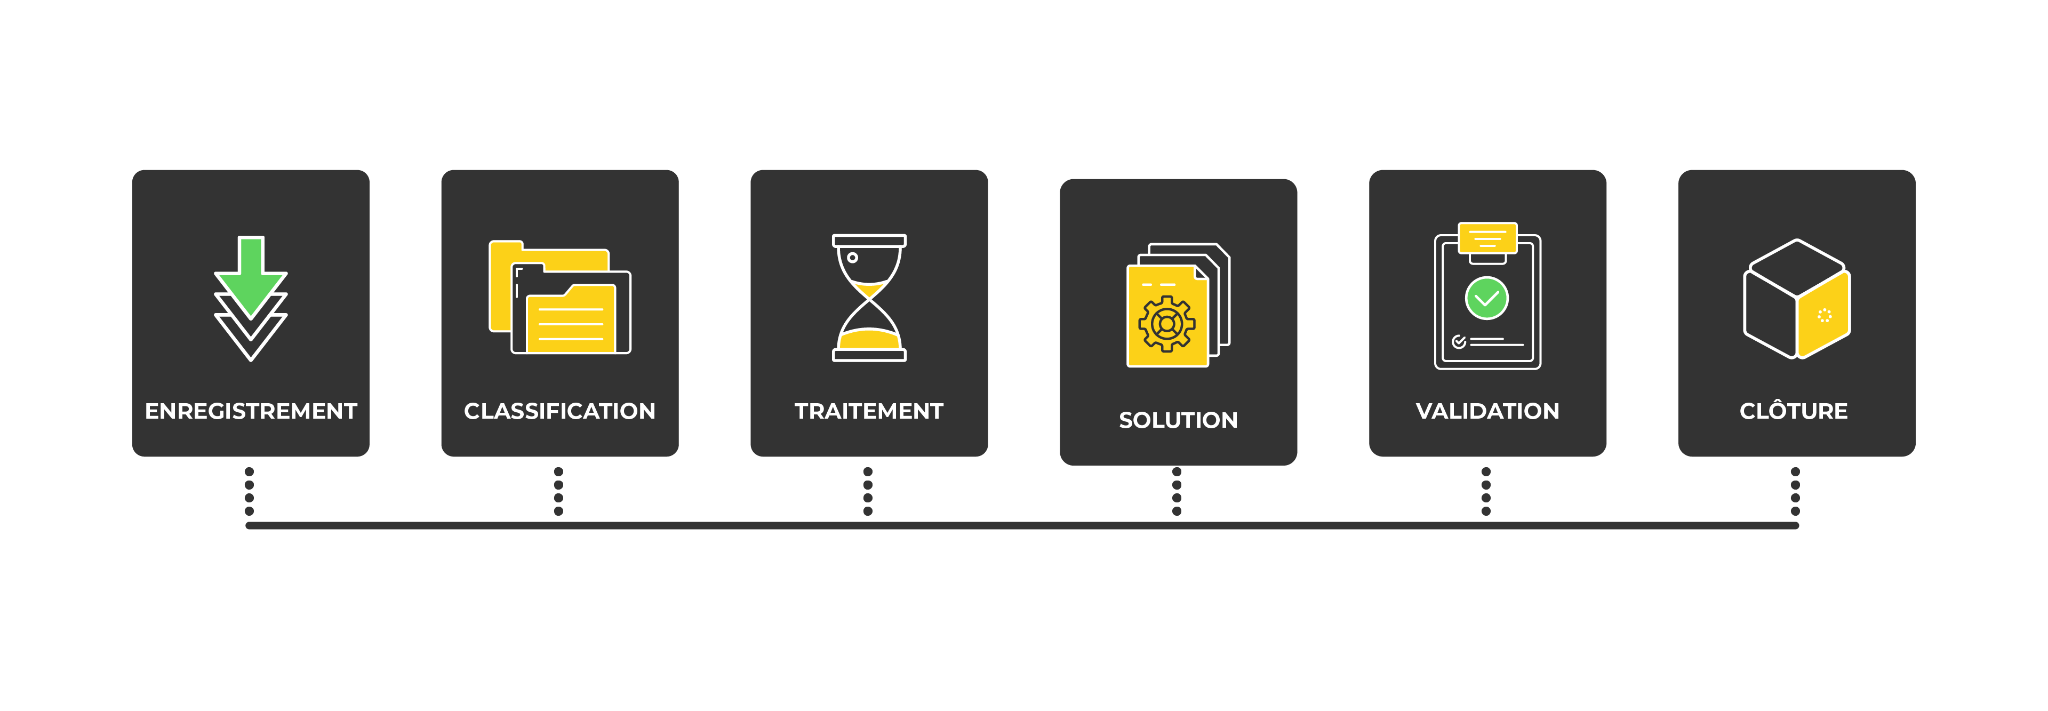 ENREGISTREMENT
CLASSIFICATION
TRAITEMENT
SOLUTION
VALIDATION
CLÔTURE